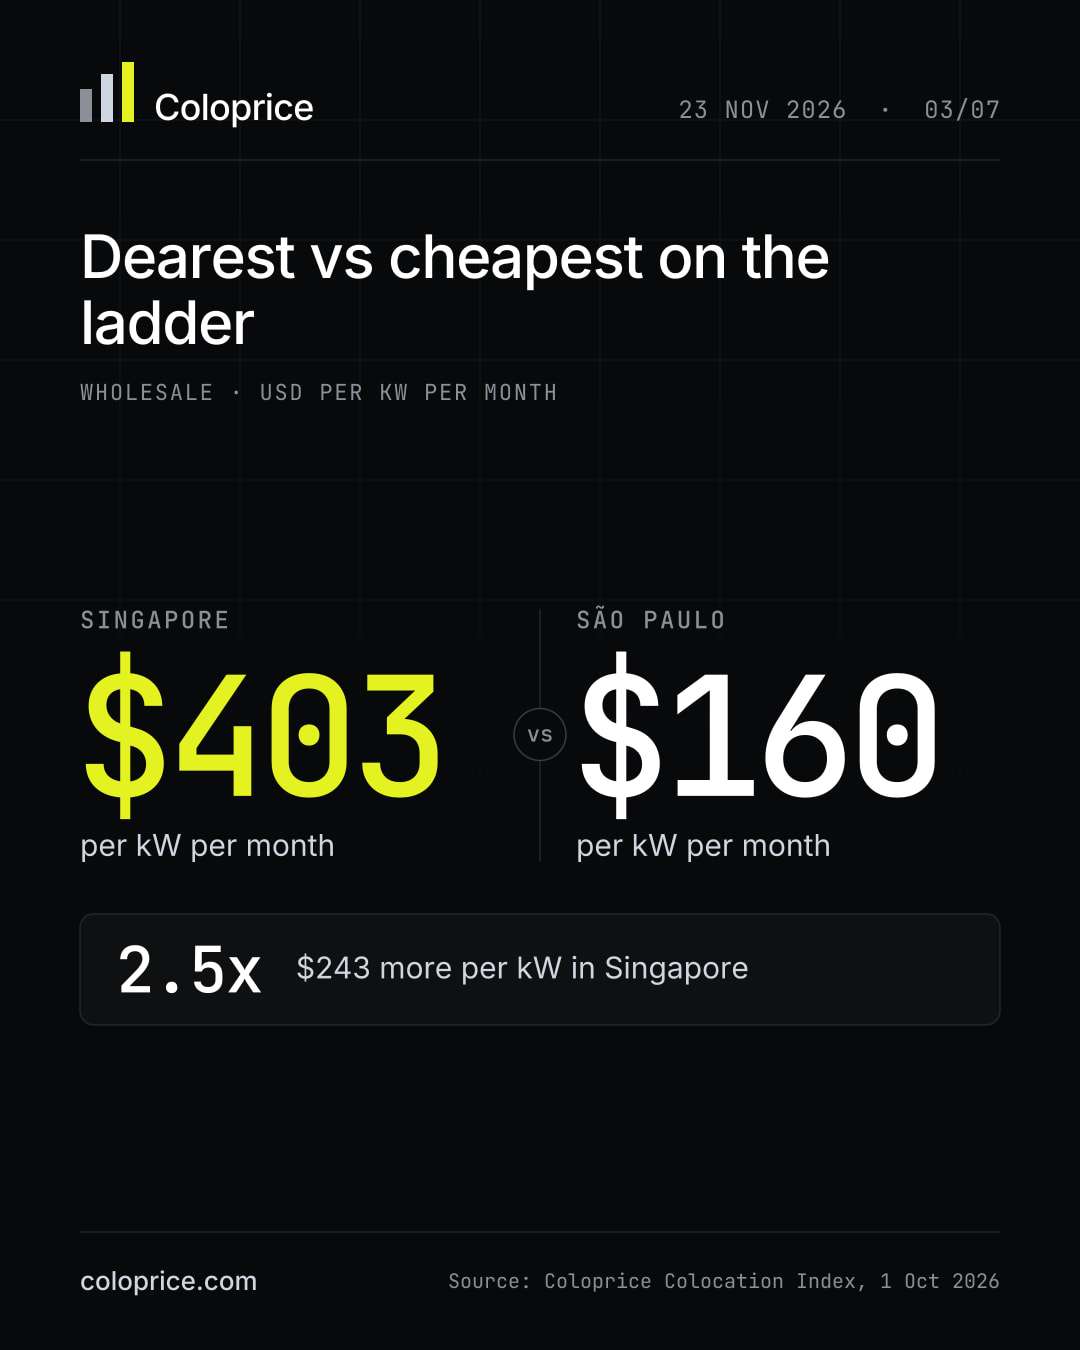 Coloprice
23 NOV 2026 · 03/07
Dearest vs cheapest on the
ladder
WHOLESALE · USD PER KW PER MONTH
SINGAPORE
$403
per kW per month
VS
SÃO PAULO
$160
per kW per month
2.5x $243 more per kW in Singapore
coloprice.com
Source: Coloprice Colocation Index, 1 Oct 2026